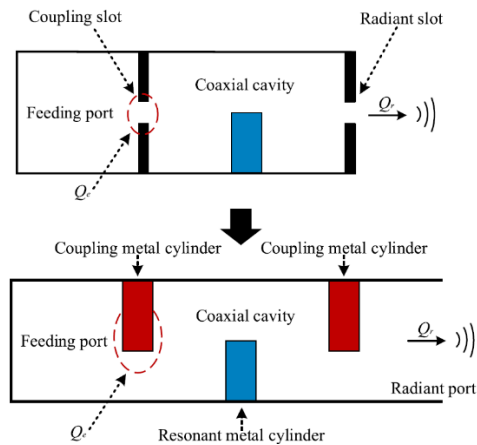 Coupling slot
Radiant slot
Coaxial cavity
Feeding port
Qr
Qe
Coupling metal cylinder
Coupling metal cylinder
Feeding port
Coaxial cavity
Qr
Radiant port
Qe
Resonant metal cylinder